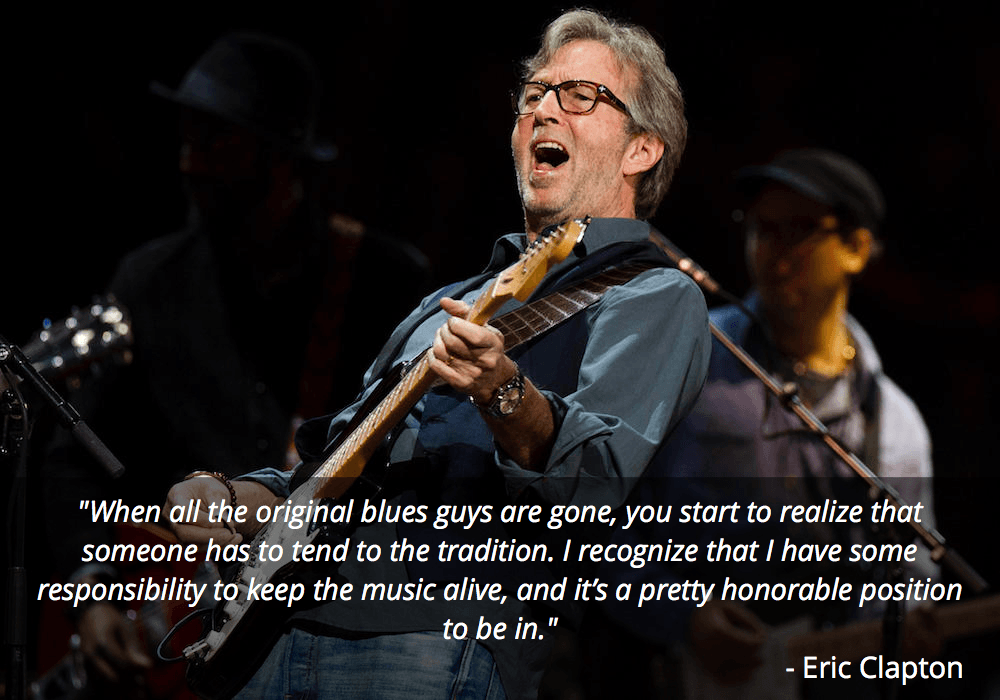 "When all the original blues guys are gone, you start to realize that
someone has to tend to the tradition. I recognize that I have some
responsibility to keep the music alive, and it’s a pretty honorable position
to be in."
- Eric Clapton